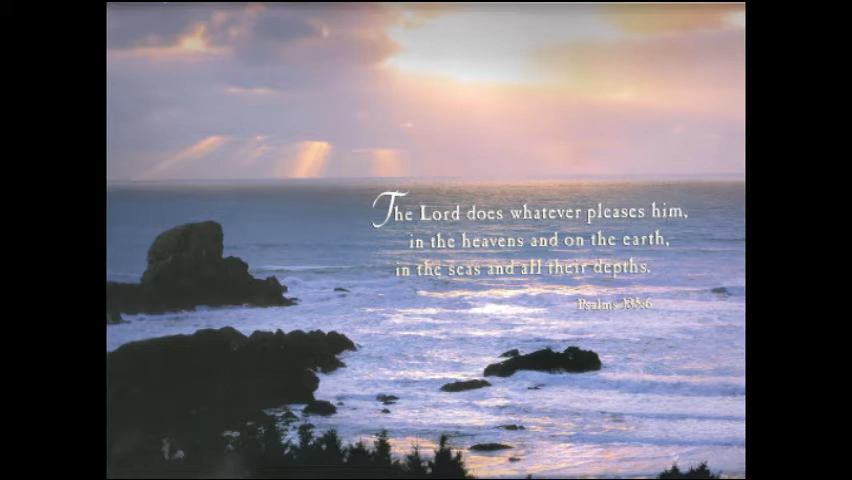 The Lord does whatever pleases him,
in the heavens and on the earth,
in the seas and all their depths.
Psalms 135:6